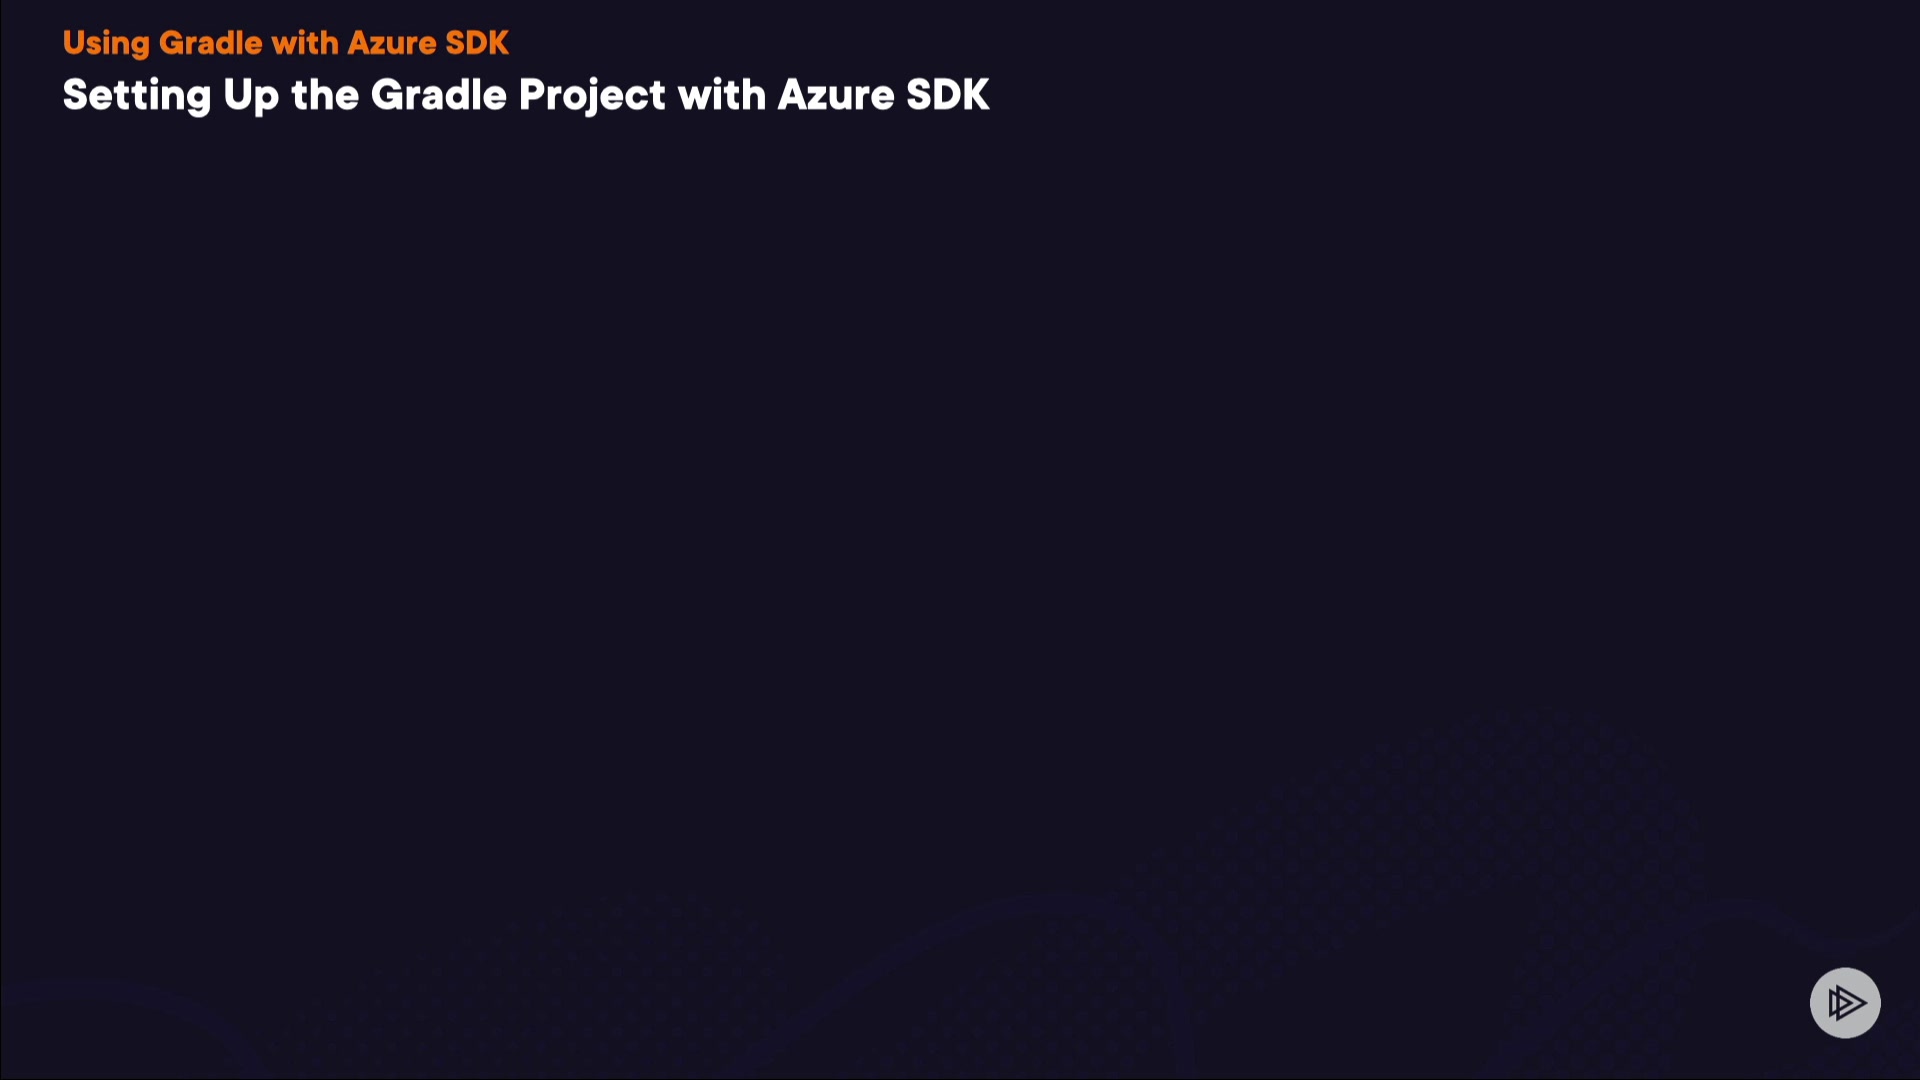 Using Gradle with Azure SDK
Setting Up the Gradle Project with Azure SDK